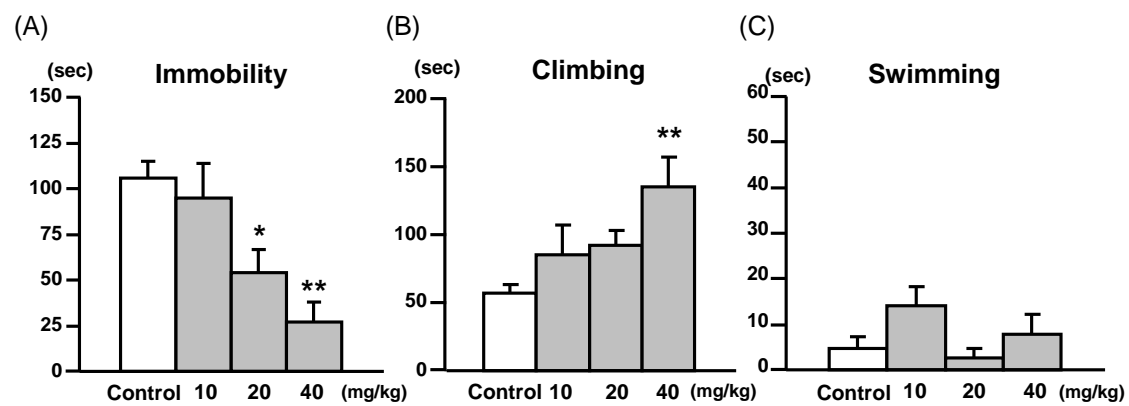 (A)
(sec)
Immobility
150
125
100
75
50
25
0
*
**
Control 10 20 40 (mg/kg)
(B)
(sec)
Climbing
200
150
100
50
0
**
Control 10 20 40 (mg/kg)
(C)
(sec)
Swimming
60
50
40
30
20
10
0
Control 10 20 40 (mg/kg)